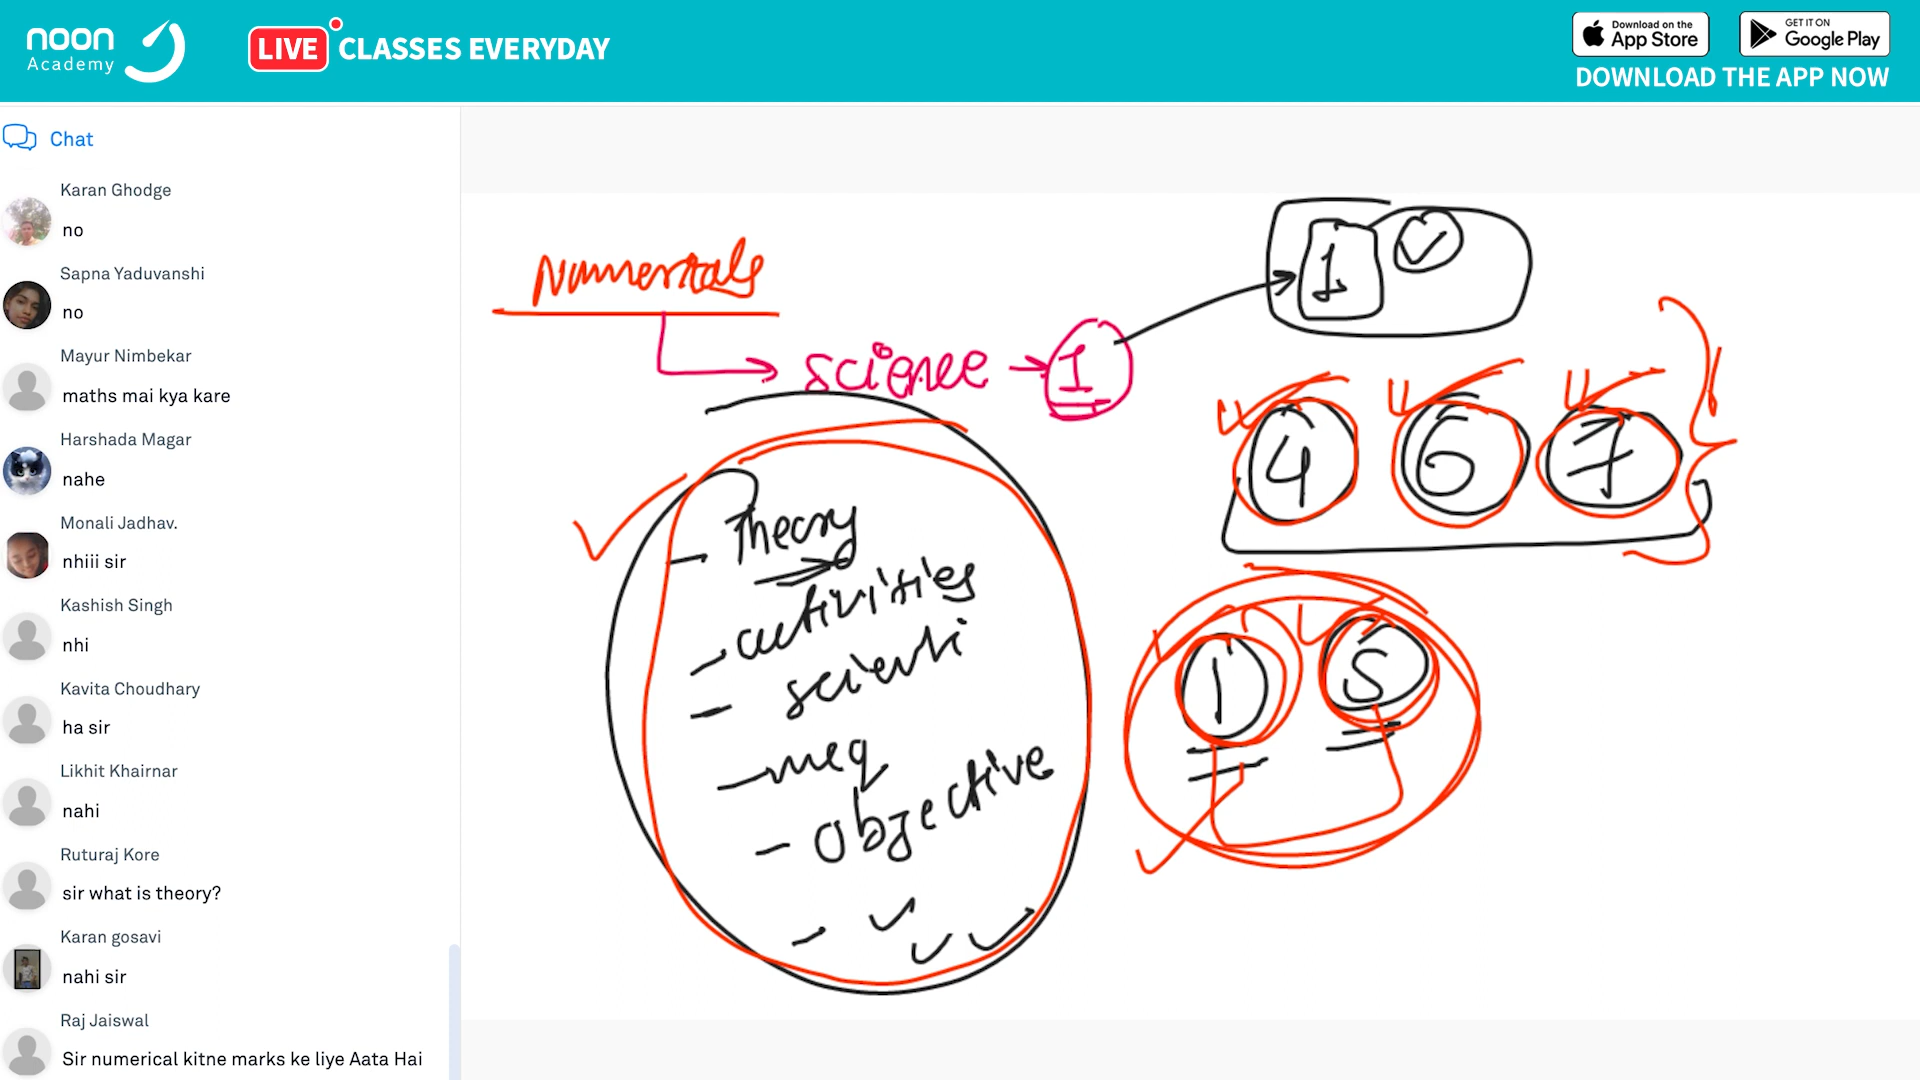 noon
Academy
LIVE CLASSES EVERYDAY
Download on the
App Store
GET IT ON
Google Play
DOWNLOAD THE APP NOW
Chat
Karan Ghodge
no
Sapna Yaduvanshi
no
Mayur Nimbekar
maths mai kya kare
Harshada Magar
nahe
Monali Jadhav.
nhiii sir
Kashish Singh
nhi
Kavita Choudhary
ha sir
Likhit Khairnar
nahi
Ruturaj Kore
sir what is theory?
Karan gosavi
nahi sir
Raj Jaiswal
Sir numerical kitne marks ke liye Aata Hai
science → 1
1
4 6 7
1 5
- Theory
- activities
- scienti
- mcq
- objective